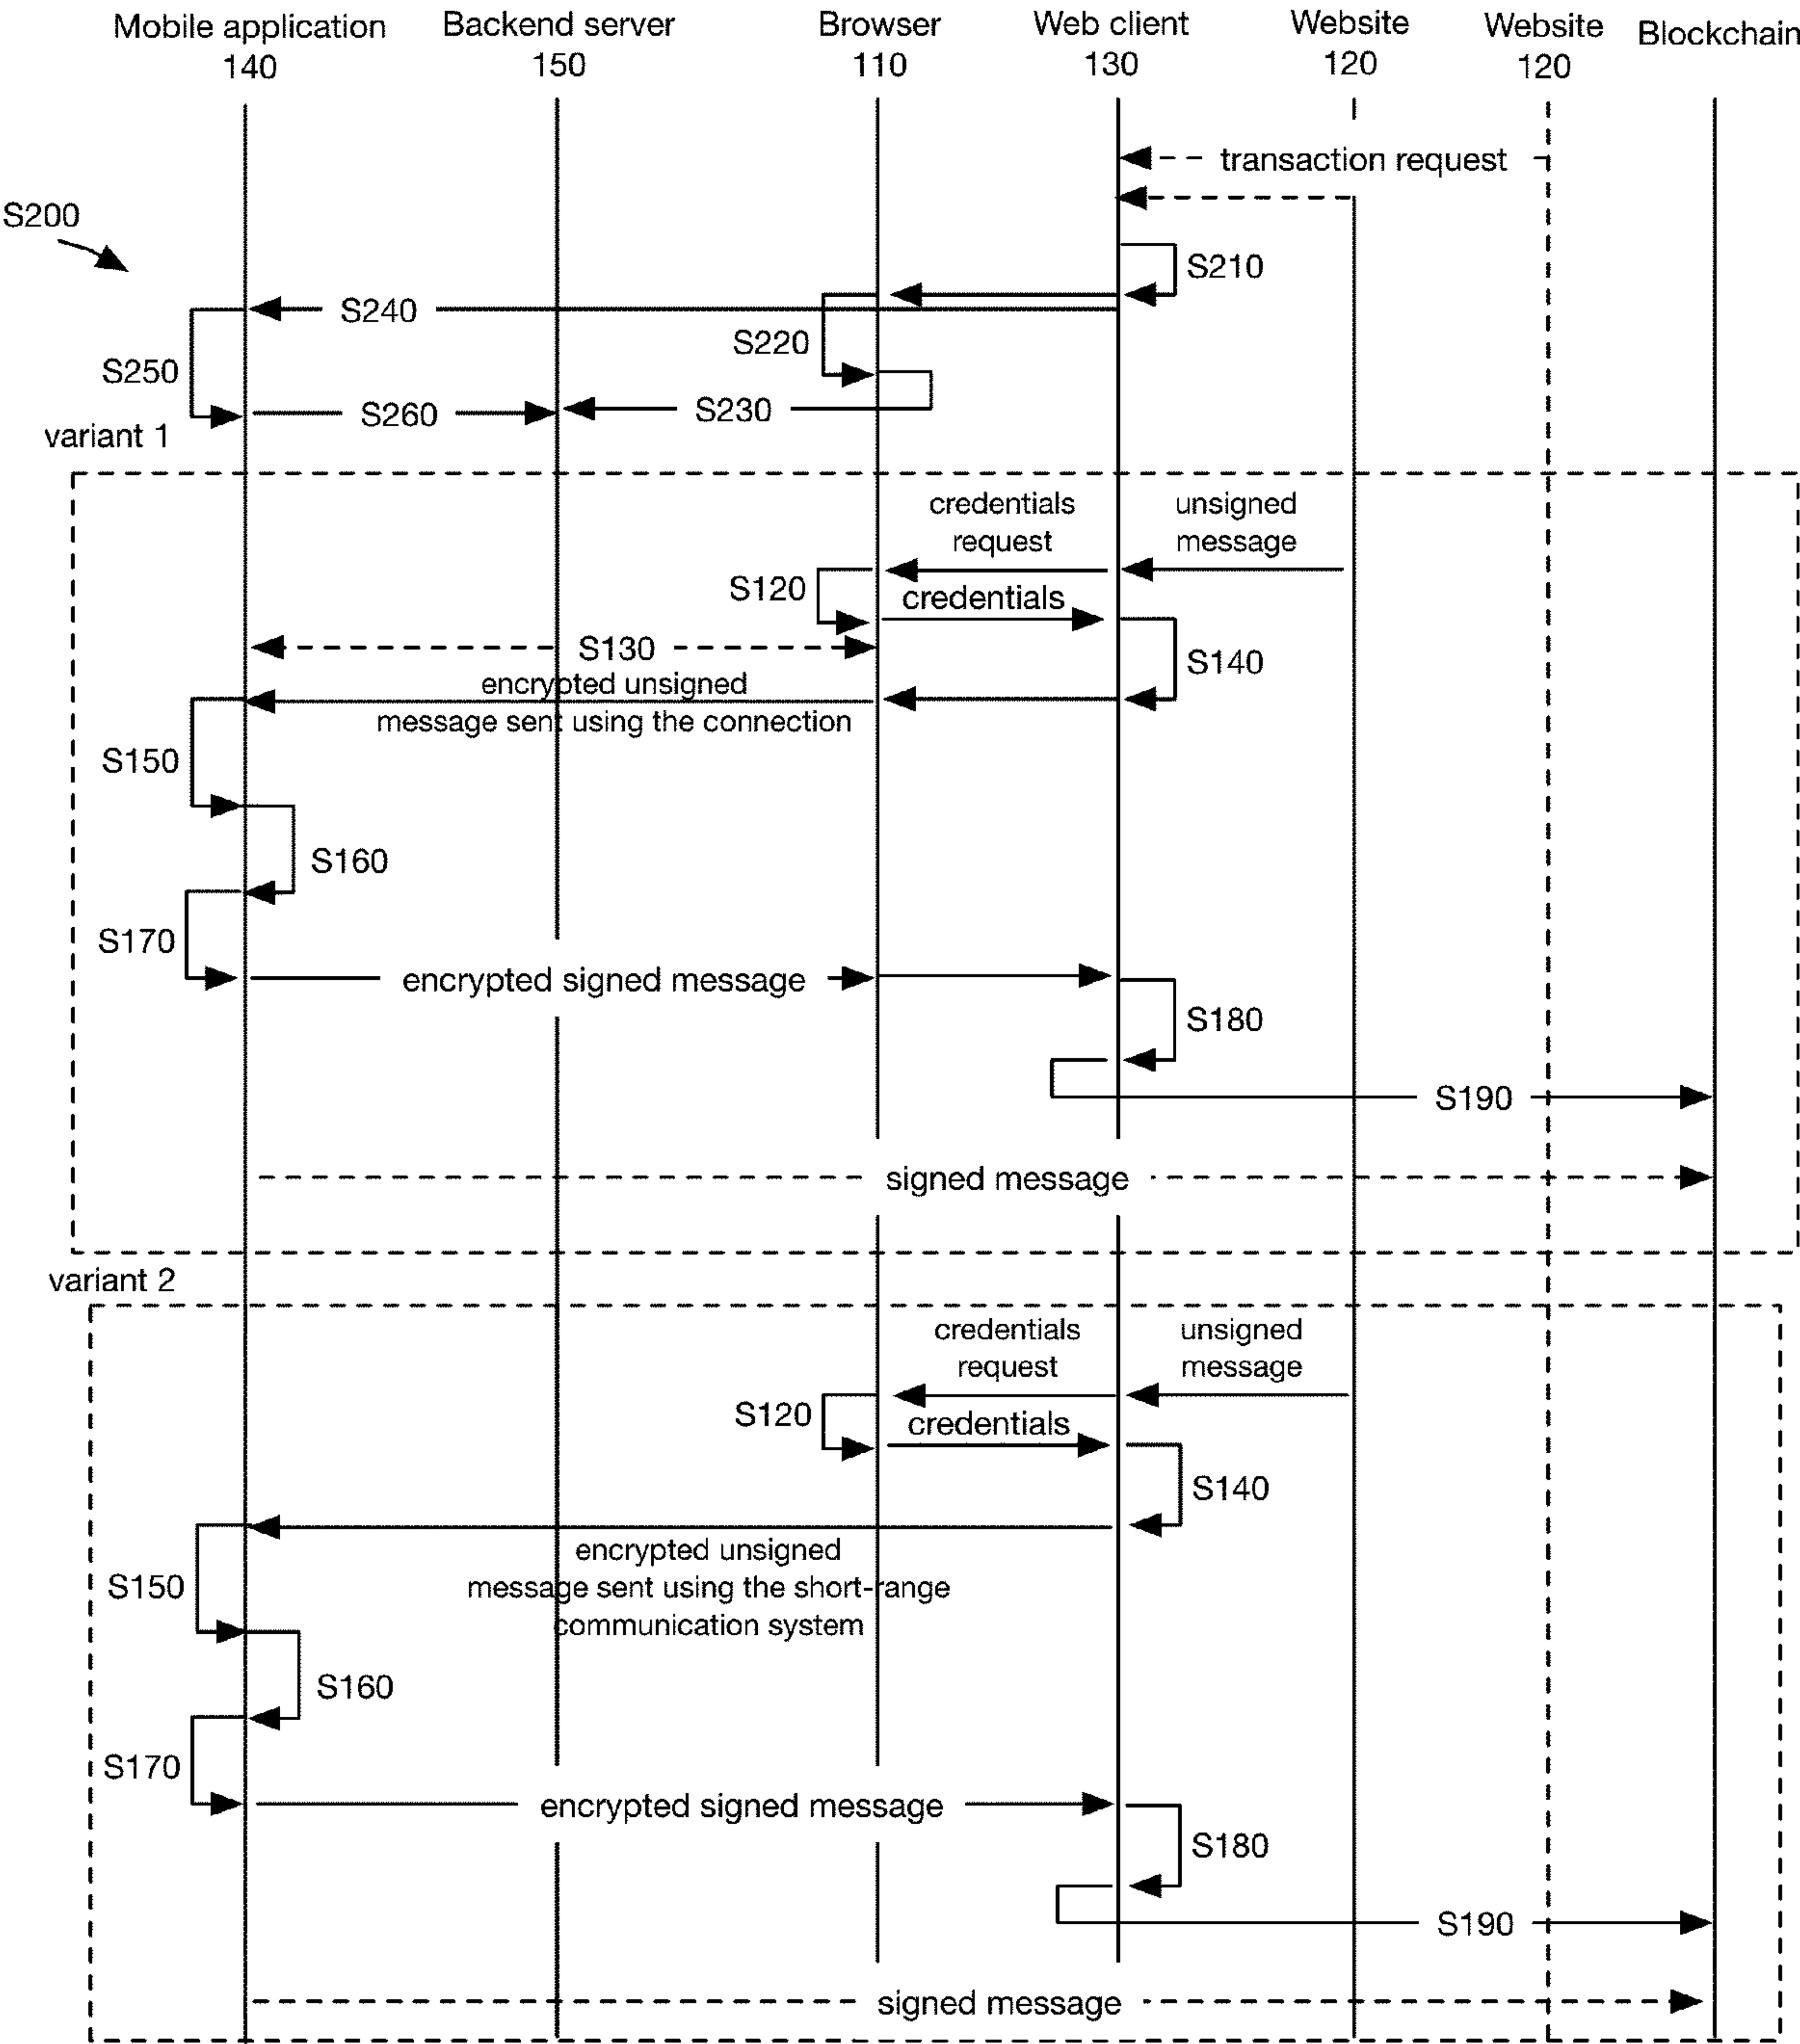 Mobile application
140
Backend server
150
Browser
110
Web client
130
Website
120
Website
120
Blockchain
transaction request
S200
S210
S240
S220
S250
S260
S230
variant 1
credentials
request
unsigned
message
S120
credentials
S130
S140
encrypted unsigned
message sent using the connection
S150
S160
S170
encrypted signed message
S180
S190
signed message
variant 2
credentials
request
unsigned
message
S120
credentials
S140
encrypted unsigned
message sent using the short-range
communication system
S150
S160
S170
encrypted signed message
S180
S190
signed message